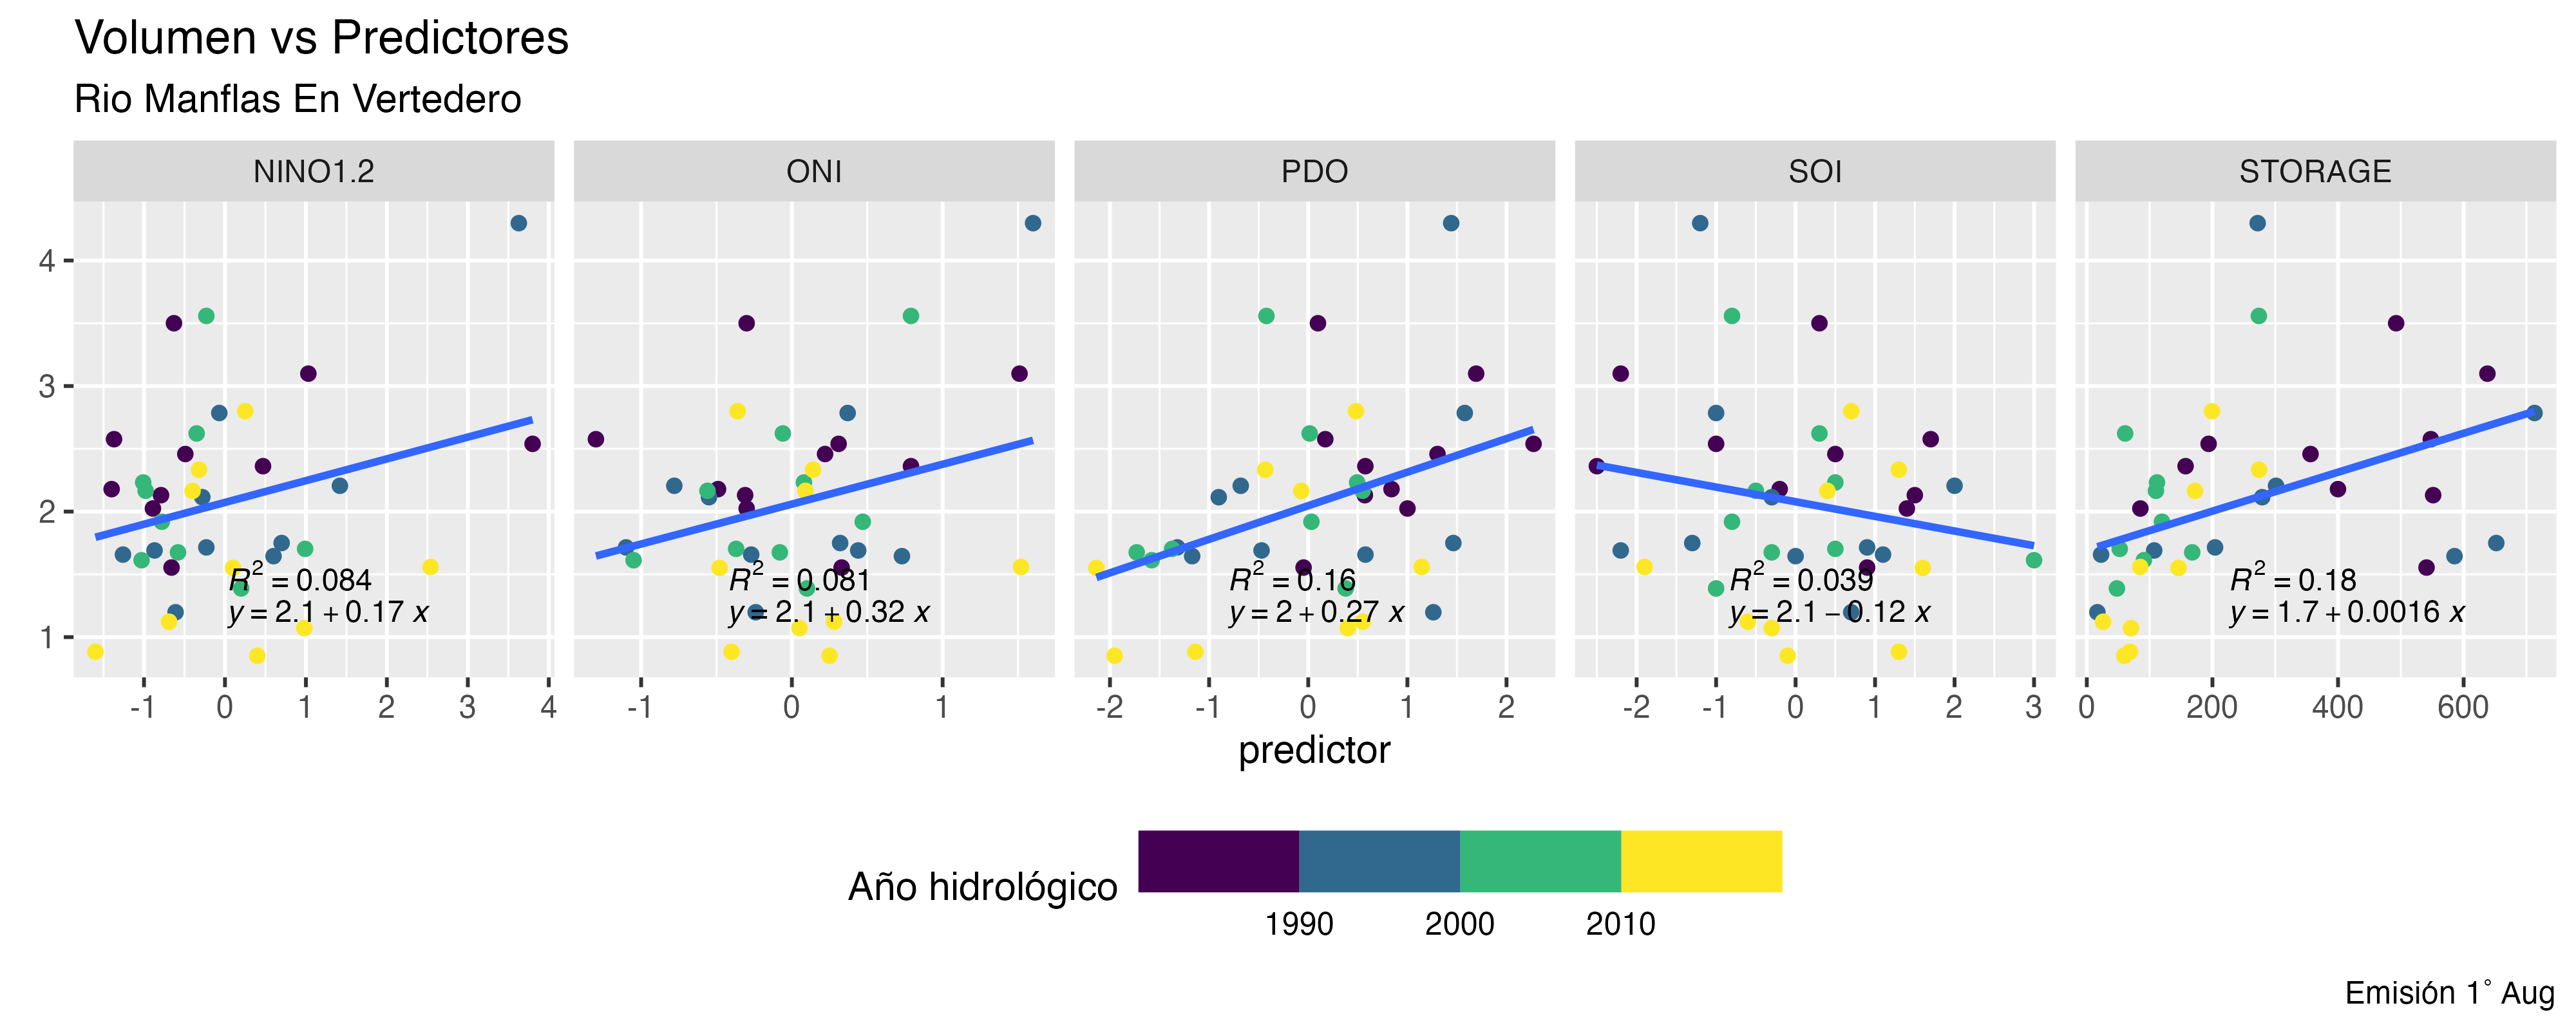 Volumen vs Predictores
Rio Manflas En Vertedero
NINO1.2 ONI PDO SOI STORAGE
4
3
2
1
R² = 0.084 R² = 0.081 R² = 0.16 R² = 0.039 R² = 0.18
y = 2.1 + 0.17 x y = 2.1 + 0.32 x y = 2 + 0.27 x y = 2.1 − 0.12 x y = 1.7 + 0.0016 x
-1 0 1 2 3 4 -1 0 1 -2 -1 0 1 2 -2 -1 0 1 2 3 0 200 400 600
predictor
Año hidrológico
1990 2000 2010
Emisión 1° Aug